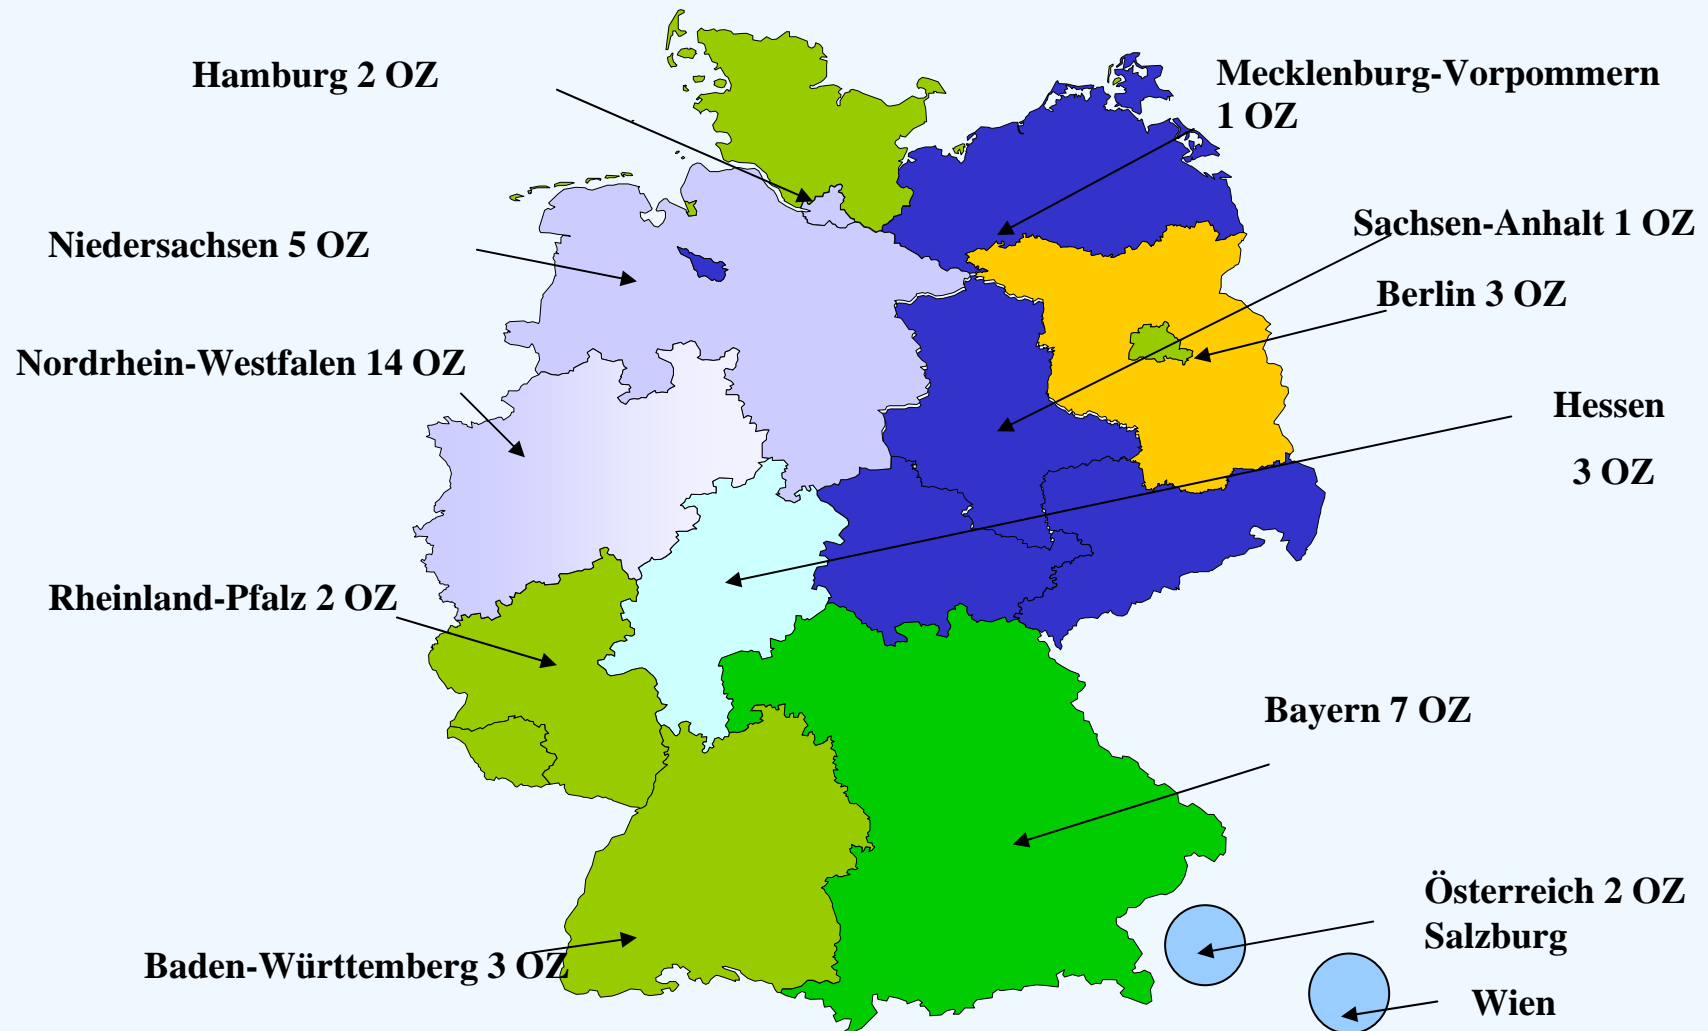 Hamburg 2 OZ
Mecklenburg-Vorpommern
1 OZ
Sachsen-Anhalt 1 OZ
Niedersachsen 5 OZ
Berlin 3 OZ
Nordrhein-Westfalen 14 OZ
Hessen
3 OZ
Rheinland-Pfalz 2 OZ
Bayern 7 OZ
Österreich 2 OZ
Salzburg
Baden-Württemberg 3 OZ
Wien